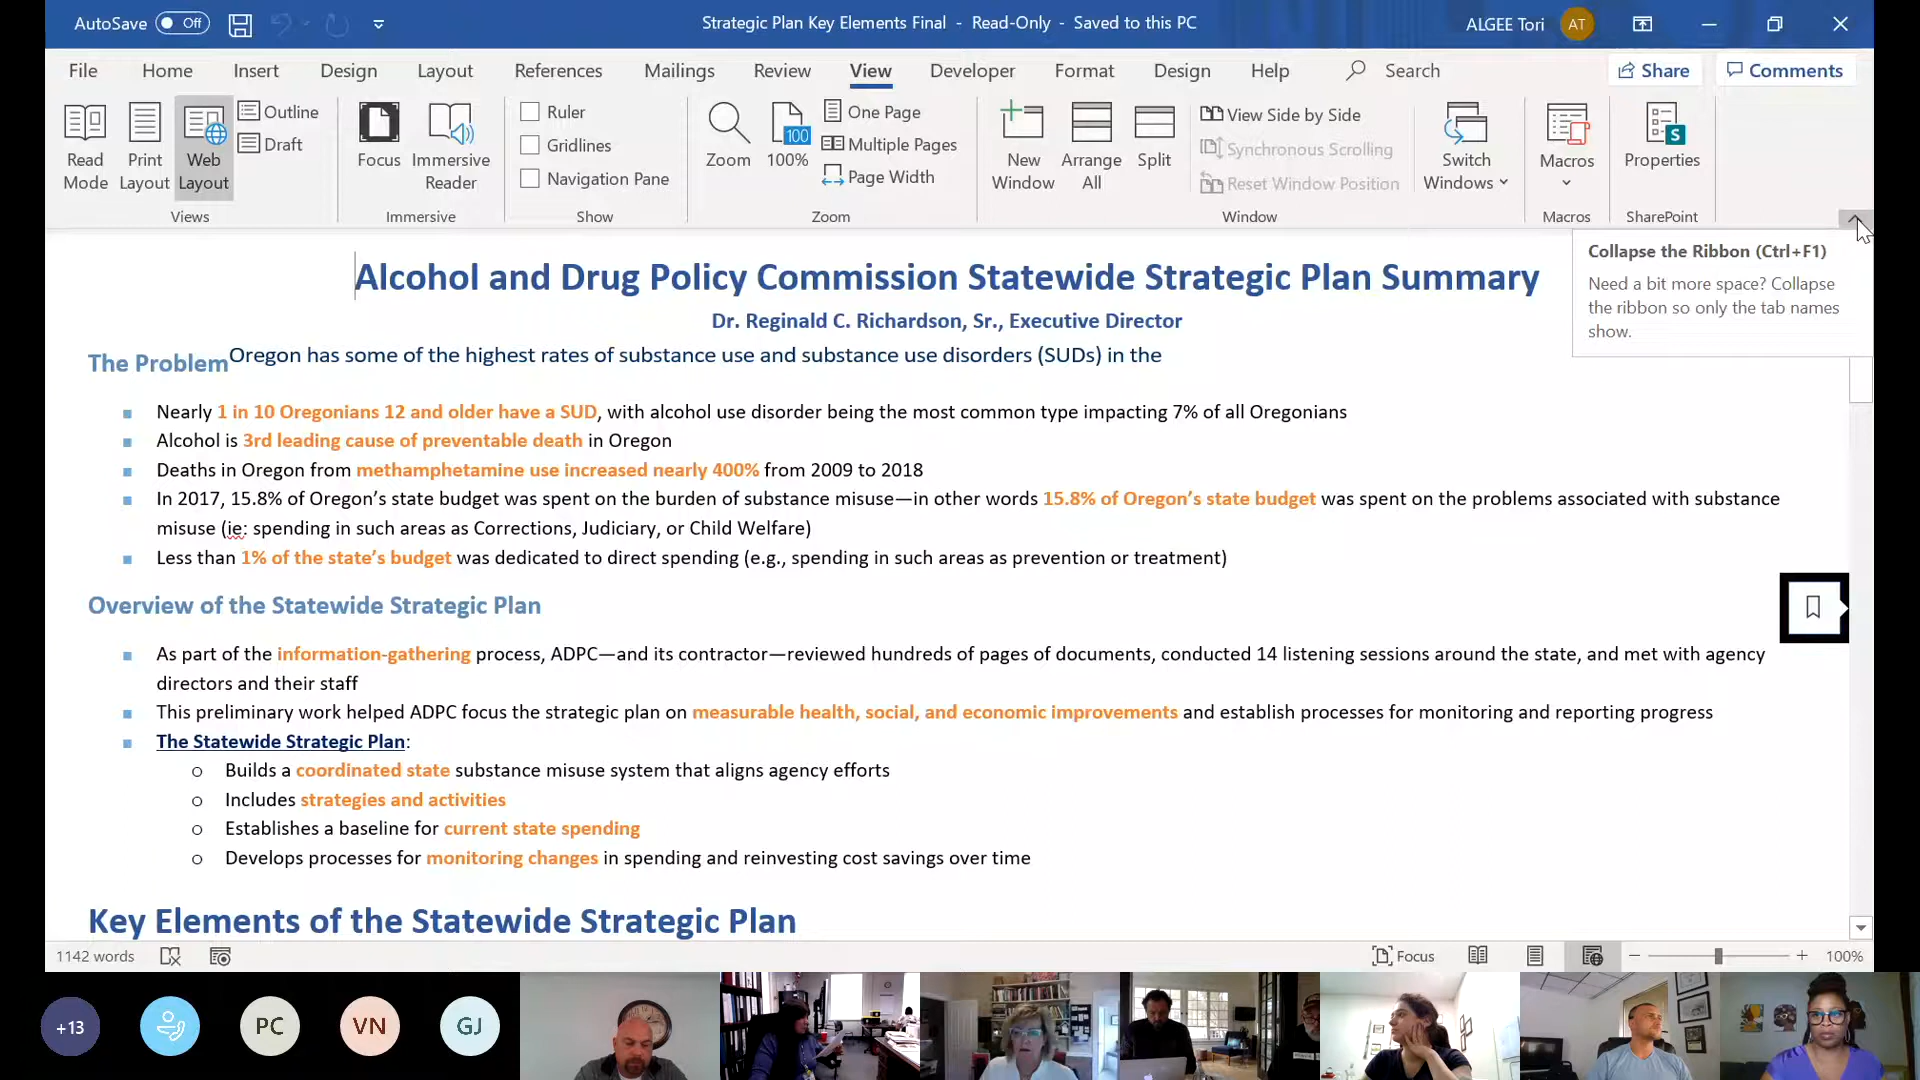 AutoSave Off
Strategic Plan Key Elements Final - Read-Only - Saved to this PC
ALGEE Tori AT
File Home Insert Design Layout References Mailings Review View Developer Format Design Help Search
Share Comments
Read Mode
Print Layout
Web Layout
Outline
Draft
Views
Focus
Immersive Reader
Immersive
Ruler
Gridlines
Navigation Pane
Show
Zoom
100
100%
One Page
Multiple Pages
Page Width
Zoom
New Window
Arrange All
Split
View Side by Side
Synchronous Scrolling
Reset Window Position
Switch Windows
Window
Macros
Macros
S
Properties
SharePoint
Collapse the Ribbon (Ctrl+F1)
Need a bit more space? Collapse
the ribbon so only the tab names
show.
Alcohol and Drug Policy Commission Statewide Strategic Plan Summary
Dr. Reginald C. Richardson, Sr., Executive Director
The Problem Oregon has some of the highest rates of substance use and substance use disorders (SUDs) in the
Nearly 1 in 10 Oregonians 12 and older have a SUD, with alcohol use disorder being the most common type impacting 7% of all Oregonians
Alcohol is 3rd leading cause of preventable death in Oregon
Deaths in Oregon from methamphetamine use increased nearly 400% from 2009 to 2018
In 2017, 15.8% of Oregon’s state budget was spent on the burden of substance misuse—in other words 15.8% of Oregon’s state budget was spent on the problems associated with substance
misuse (ie: spending in such areas as Corrections, Judiciary, or Child Welfare)
Less than 1% of the state’s budget was dedicated to direct spending (e.g., spending in such areas as prevention or treatment)
Overview of the Statewide Strategic Plan
As part of the information-gathering process, ADPC—and its contractor—reviewed hundreds of pages of documents, conducted 14 listening sessions around the state, and met with agency
directors and their staff
This preliminary work helped ADPC focus the strategic plan on measurable health, social, and economic improvements and establish processes for monitoring and reporting progress
The Statewide Strategic Plan:
o Builds a coordinated state substance misuse system that aligns agency efforts
o Includes strategies and activities
o Establishes a baseline for current state spending
o Develops processes for monitoring changes in spending and reinvesting cost savings over time
Key Elements of the Statewide Strategic Plan
1142 words
Focus
100%
+13 PC VN GJ